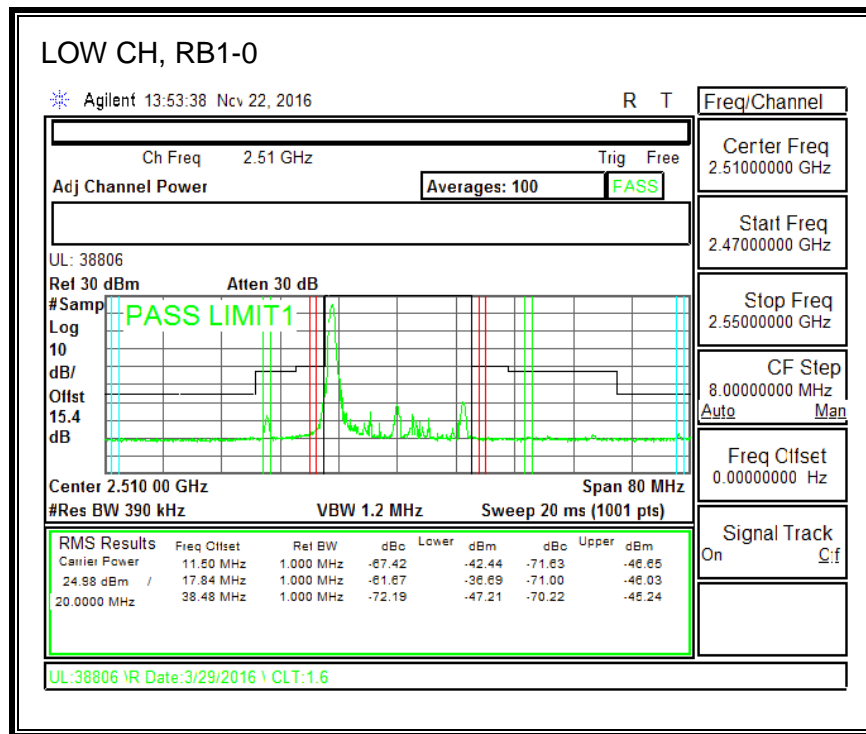 LOW CH, RB1-0
Agilent 13:53:38 Nov 22, 2016 R T
Freq/Channel
Ch Freq 2.51 GHz Trig Free
Adj Channel Power Averages: 100 PASS
UL: 38806
Ref 30 dBm Atten 30 dB
#Samp
Log
10
dB/
Offst
15.4
dB
PASS LIMIT1
Center 2.510 00 GHz Span 80 MHz
#Res BW 390 kHz VBW 1.2 MHz Sweep 20 ms (1001 pts)
RMS Results Freq Offset Ref BW dBc Lower dBm dBc Upper dBm
Carrier Power 11.50 MHz 1.000 MHz -67.42 -42.44 -71.63 -46.65
24.98 dBm / 17.84 MHz 1.000 MHz -61.67 -36.69 -71.00 -46.03
20.0000 MHz 38.48 MHz 1.000 MHz -72.19 -47.21 -70.22 -45.24
UL:38806 \R Date:3/29/2016 \ CLT:1.6
Center Freq
2.51000000 GHz
Start Freq
2.47000000 GHz
Stop Freq
2.55000000 GHz
CF Step
8.00000000 MHz
Auto Man
Freq Offset
0.00000000 Hz
Signal Track
On Off